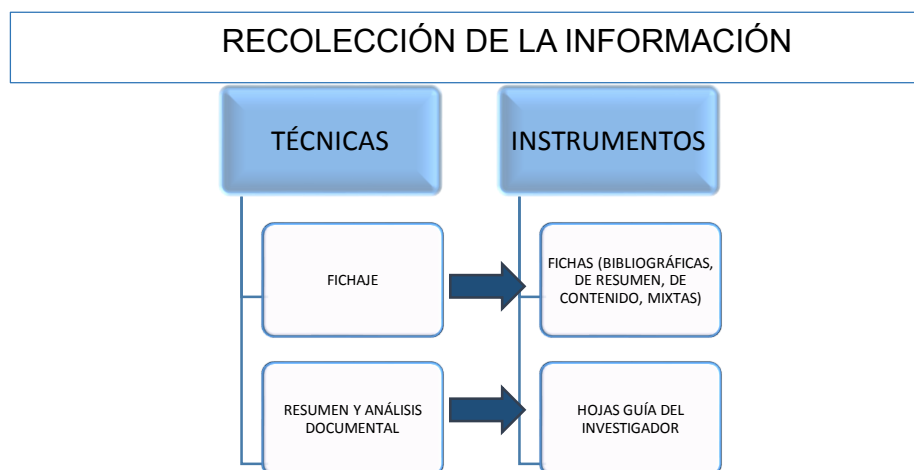 RECOLECCIÓN DE LA INFORMACIÓN
TÉCNICAS
INSTRUMENTOS
FICHAJE
FICHAS (BIBLIOGRÁFICAS,
DE RESUMEN, DE
CONTENIDO, MIXTAS)
RESUMEN Y ANÁLISIS
DOCUMENTAL
HOJAS GUÍA DEL
INVESTIGADOR